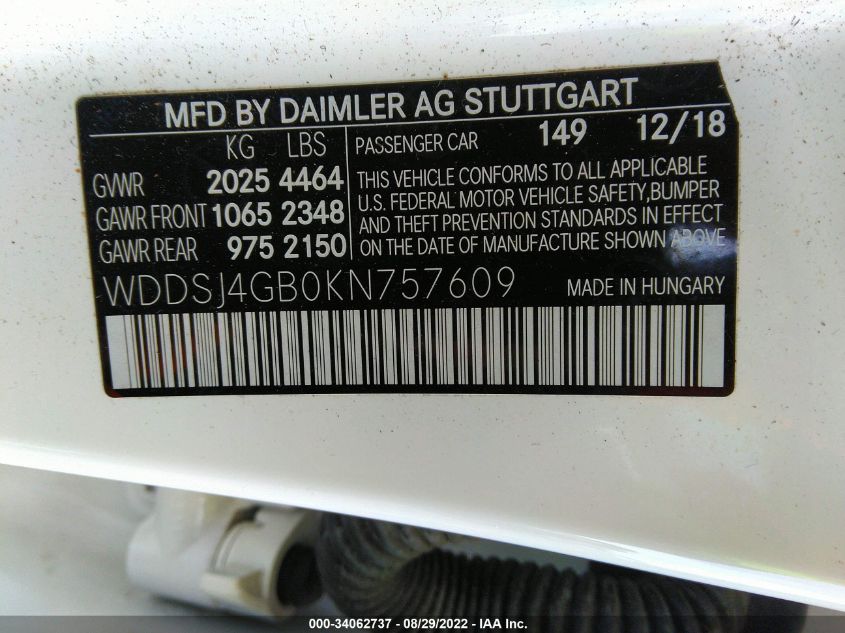 MFD BY DAIMLER AG STUTTGART
KG LBS
GVWR 2025 4464
GAWR FRONT 1065 2348
GAWR REAR 975 2150
PASSENGER CAR 149 12/18
THIS VEHICLE CONFORMS TO ALL APPLICABLE
U.S. FEDERAL MOTOR VEHICLE SAFETY,BUMPER
AND THEFT PREVENTION STANDARDS IN EFFECT
ON THE DATE OF MANUFACTURE SHOWN ABOVE
WDDSJ4GB0KN757609 MADE IN HUNGARY
000-34062737 - 08/29/2022 - IAA Inc.